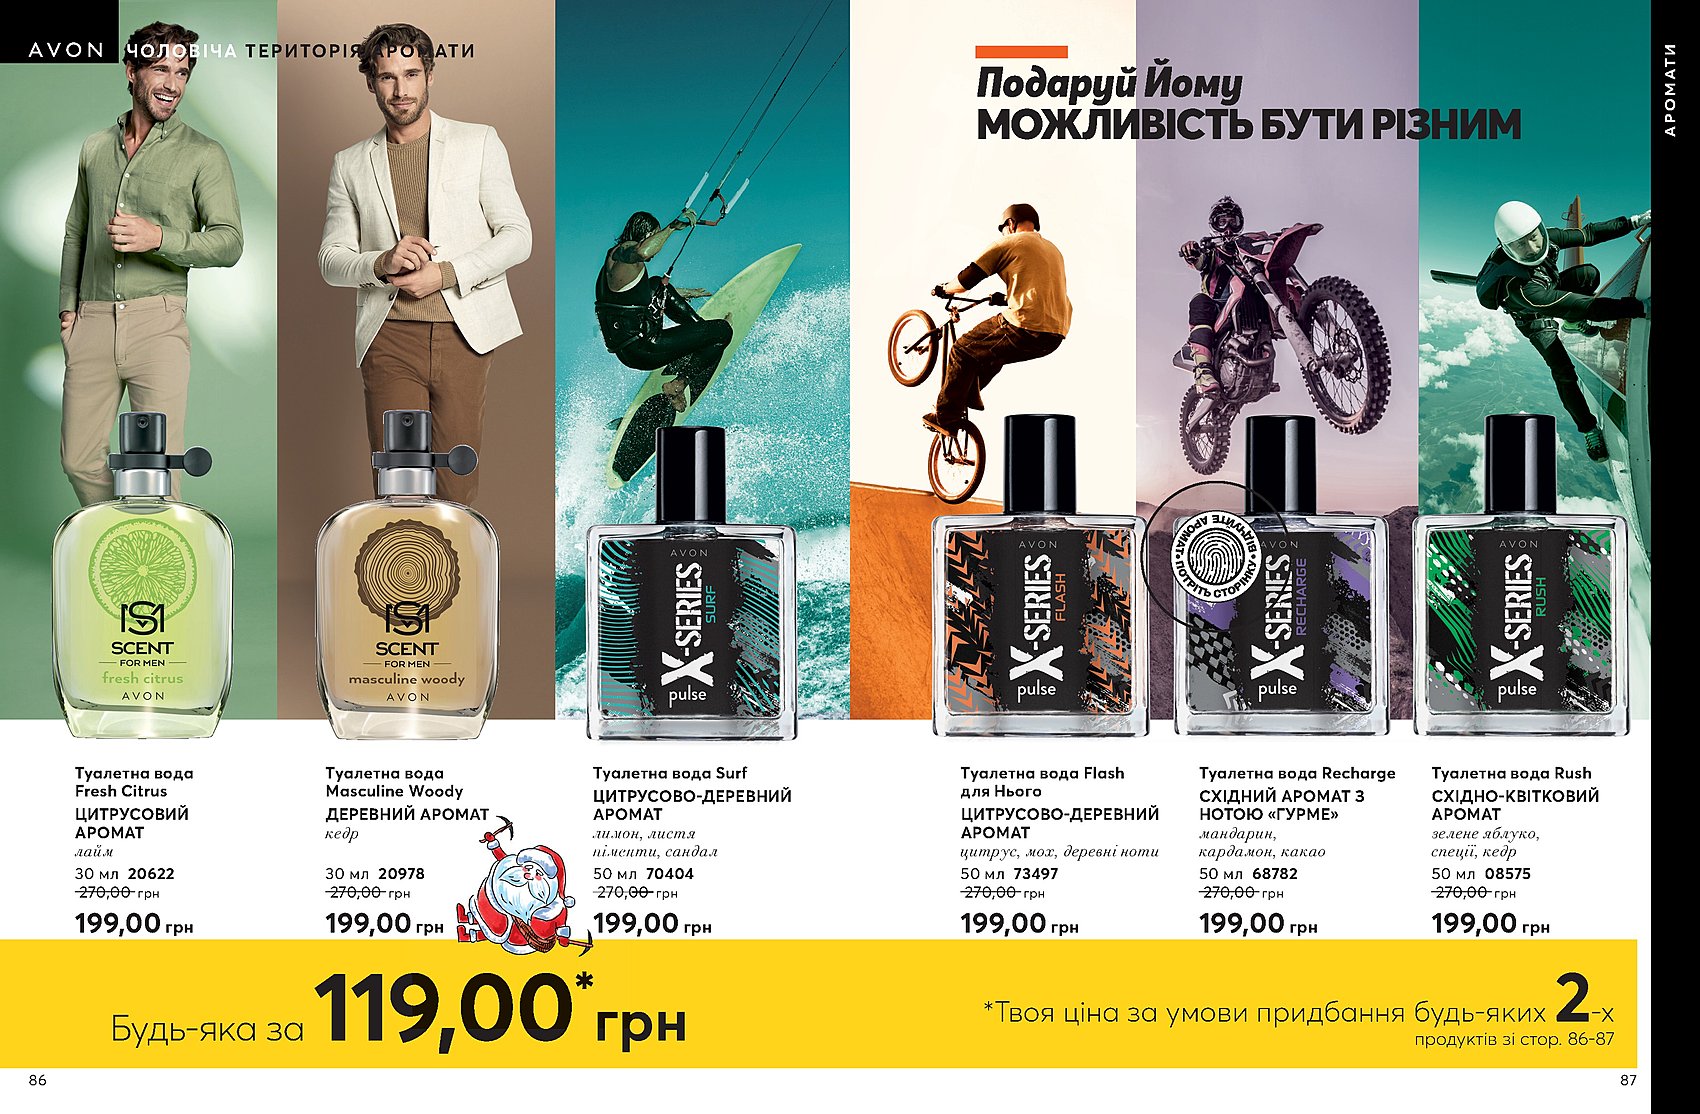 AVON ЧОЛОВІЧА ТЕРИТОРІЯ АРОМАТИ
АРОМАТИ
Подаруй Йому
МОЖЛИВІСТЬ БУТИ РІЗНИМ
SM
SCENT
FOR MEN
fresh citrus
AVON
SM
SCENT
FOR MEN
masculine woody
AVON
AVON
X-SERIES
SURF
pulse
AVON
X-SERIES
FLASH
pulse
ВІДЧУЙТЕ АРОМАТ • ПОТРІТЬ СТОРІНКУ •
AVON
X-SERIES
RECHARGE
pulse
AVON
X-SERIES
RUSH
pulse
Туалетна вода
Fresh Citrus
ЦИТРУСОВИЙ
АРОМАТ
лайм
30 мл 20622
270,00 грн
199,00 грн
Туалетна вода
Masculine Woody
ДЕРЕВНИЙ АРОМАТ
кедр
30 мл 20978
270,00 грн
199,00 грн
Туалетна вода Surf
ЦИТРУСОВО-ДЕРЕВНИЙ
АРОМАТ
лимон, листя
піменти, сандал
50 мл 70404
270,00 грн
199,00 грн
Туалетна вода Flash
для Нього
ЦИТРУСОВО-ДЕРЕВНИЙ
АРОМАТ
цитрус, мох, деревні ноти
50 мл 73497
270,00 грн
199,00 грн
Туалетна вода Recharge
СХІДНИЙ АРОМАТ З
НОТОЮ «ГУРМЕ»
мандарин,
кардамон, какао
50 мл 68782
270,00 грн
199,00 грн
Туалетна вода Rush
СХІДНО-КВІТКОВИЙ
АРОМАТ
зелене яблуко,
спеції, кедр
50 мл 08575
270,00 грн
199,00 грн
Будь-яка за 119,00* грн
*Твоя ціна за умови придбання будь-яких 2-х
продуктів зі стор. 86-87
86
87